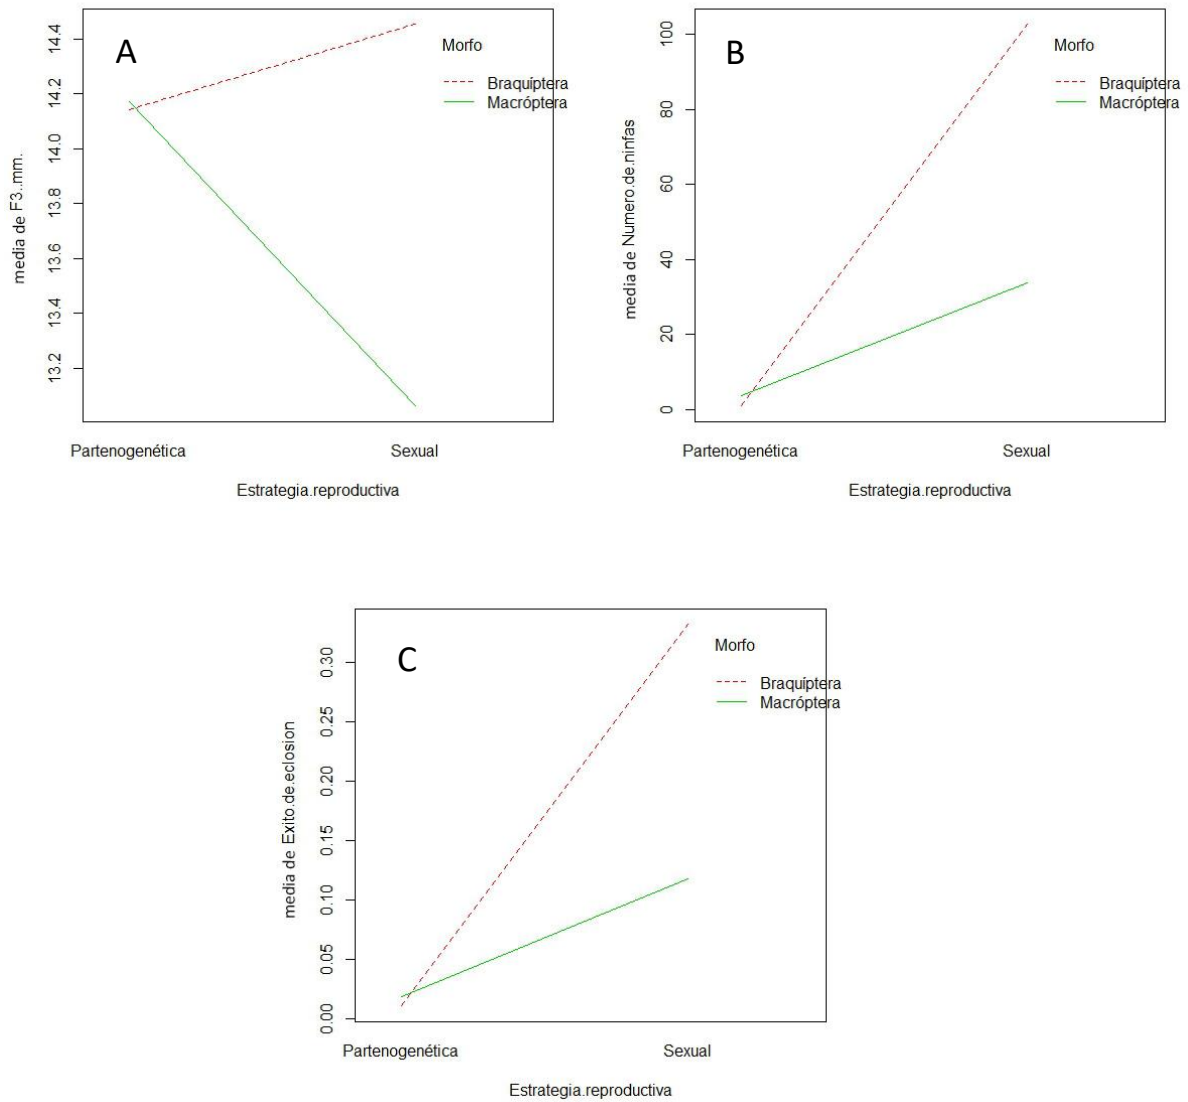 A
Morfo
Braquíptera
Macróptera
media de F3..mm.
14.4
14.2
14.0
13.8
13.6
13.4
13.2
Partenogenética
Sexual
Estrategia.reproductiva
B
Morfo
Braquíptera
Macróptera
media de Numero.de.ninfas
100
80
60
40
20
0
Partenogenética
Sexual
Estrategia.reproductiva
C
Morfo
Braquíptera
Macróptera
media de Exito.de.eclosion
0.30
0.25
0.20
0.15
0.10
0.05
0.00
Partenogenética
Sexual
Estrategia.reproductiva